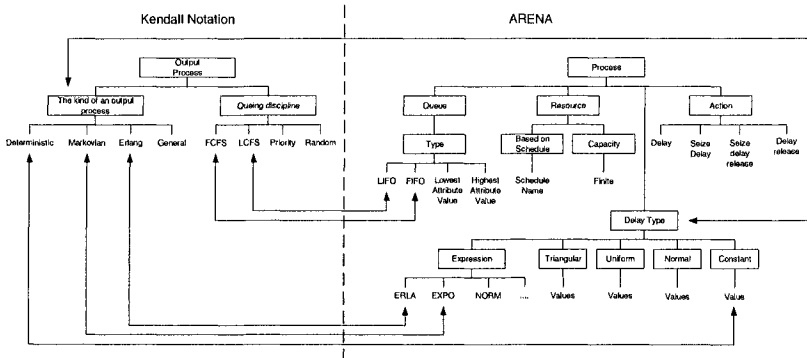 Kendall Notation
ARENA
Output
Process
Process
The kind of an output
process
Queing discipline
Queue
Resource
Action
Deterministic
Markovian
Erlang
General
FCFS
LCFS
Priority
Random
Type
Based on
Schedule
Capacity
Delay
Seize
Delay
Seize
delay
release
Delay
release
LIFO
FIFO
Lowest
Attribute
Value
Highest
Attribute
Value
Schedule
Name
Finite
Delay Type
Expression
Triangular
Uniform
Normal
Constant
ERLA
EXPO
NORM
....
Values
Values
Values
Value